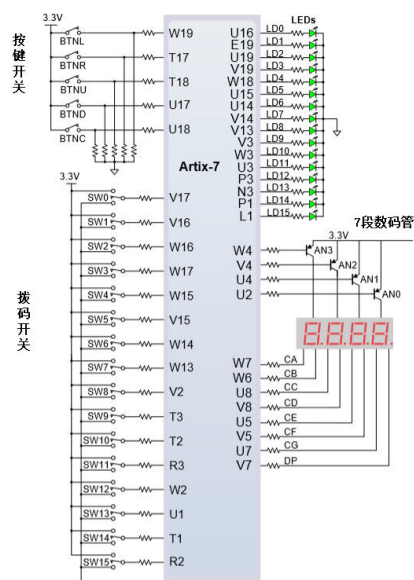 3.3V
按键开关
BTNL
BTNR
BTNU
BTND
BTNC
W19
T17
T18
U17
U18
Artix-7
LEDs
U16 LD0
E19 LD1
U19 LD2
V19 LD3
W18 LD4
U15 LD5
U14 LD6
V14 LD7
V13 LD8
V3 LD9
W3 LD10
U3 LD11
P3 LD12
N3 LD13
P1 LD14
L1 LD15
3.3V
拨码开关
SW0 V17
SW1 V16
SW2 W16
SW3 W17
SW4 W15
SW5 V15
SW6 W14
SW7 W13
SW8 V2
SW9 T3
SW10 T2
SW11 R3
SW12 W2
SW13 U1
SW14 T1
SW15 R2
7段数码管
3.3V
W4 AN3
V4 AN2
U4 AN1
U2 AN0
8.8.8.8.
W7 CA
W6 CB
U8 CC
V8 CD
U5 CE
V5 CF
U7 CG
V7 DP